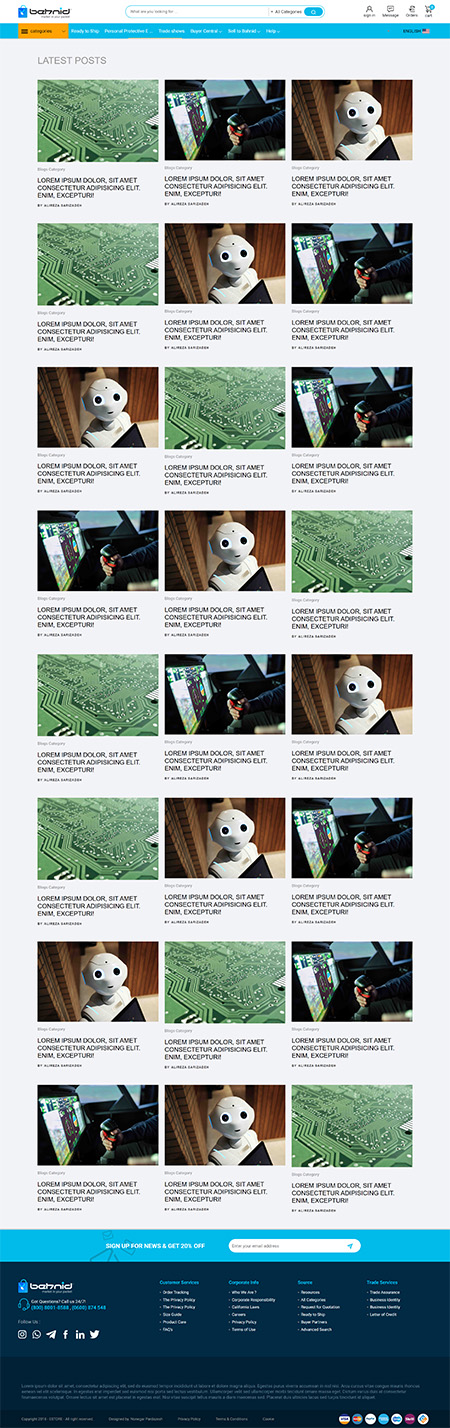 bahnid
market in your pocket
What are you looking for ...
All Categories
sign in
Message
Orders
cart
categories
Ready to Ship
Personal Protective E ...
Trade shows
Buyer Central
Sell to Bahnid
Help
ENGLISH
LATEST POSTS
Blogs Category
Blogs Category
Blogs Category
LOREM IPSUM DOLOR, SIT AMET
CONSECTETUR ADIPISICING ELIT.
ENIM, EXCEPTURI!
BY ALIREZA SARIZADEH
LOREM IPSUM DOLOR, SIT AMET
CONSECTETUR ADIPISICING ELIT.
ENIM, EXCEPTURI!
BY ALIREZA SARIZADEH
LOREM IPSUM DOLOR, SIT AMET
CONSECTETUR ADIPISICING ELIT.
ENIM, EXCEPTURI!
BY ALIREZA SARIZADEH
Blogs Category
LOREM IPSUM DOLOR, SIT AMET
CONSECTETUR ADIPISICING ELIT.
ENIM, EXCEPTURI!
BY ALIREZA SARIZADEH
Blogs Category
LOREM IPSUM DOLOR, SIT AMET
CONSECTETUR ADIPISICING ELIT.
ENIM, EXCEPTURI!
BY ALIREZA SARIZADEH
Blogs Category
LOREM IPSUM DOLOR, SIT AMET
CONSECTETUR ADIPISICING ELIT.
ENIM, EXCEPTURI!
BY ALIREZA SARIZADEH
Blogs Category
LOREM IPSUM DOLOR, SIT AMET
CONSECTETUR ADIPISICING ELIT.
ENIM, EXCEPTURI!
BY ALIREZA SARIZADEH
Blogs Category
LOREM IPSUM DOLOR, SIT AMET
CONSECTETUR ADIPISICING ELIT.
ENIM, EXCEPTURI!
BY ALIREZA SARIZADEH
Blogs Category
LOREM IPSUM DOLOR, SIT AMET
CONSECTETUR ADIPISICING ELIT.
ENIM, EXCEPTURI!
BY ALIREZA SARIZADEH
Blogs Category
LOREM IPSUM DOLOR, SIT AMET
CONSECTETUR ADIPISICING ELIT.
ENIM, EXCEPTURI!
BY ALIREZA SARIZADEH
Blogs Category
LOREM IPSUM DOLOR, SIT AMET
CONSECTETUR ADIPISICING ELIT.
ENIM, EXCEPTURI!
BY ALIREZA SARIZADEH
Blogs Category
LOREM IPSUM DOLOR, SIT AMET
CONSECTETUR ADIPISICING ELIT.
ENIM, EXCEPTURI!
BY ALIREZA SARIZADEH
Blogs Category
LOREM IPSUM DOLOR, SIT AMET
CONSECTETUR ADIPISICING ELIT.
ENIM, EXCEPTURI!
BY ALIREZA SARIZADEH
Blogs Category
LOREM IPSUM DOLOR, SIT AMET
CONSECTETUR ADIPISICING ELIT.
ENIM, EXCEPTURI!
BY ALIREZA SARIZADEH
Blogs Category
LOREM IPSUM DOLOR, SIT AMET
CONSECTETUR ADIPISICING ELIT.
ENIM, EXCEPTURI!
BY ALIREZA SARIZADEH
Blogs Category
LOREM IPSUM DOLOR, SIT AMET
CONSECTETUR ADIPISICING ELIT.
ENIM, EXCEPTURI!
BY ALIREZA SARIZADEH
Blogs Category
LOREM IPSUM DOLOR, SIT AMET
CONSECTETUR ADIPISICING ELIT.
ENIM, EXCEPTURI!
BY ALIREZA SARIZADEH
Blogs Category
LOREM IPSUM DOLOR, SIT AMET
CONSECTETUR ADIPISICING ELIT.
ENIM, EXCEPTURI!
BY ALIREZA SARIZADEH
Blogs Category
LOREM IPSUM DOLOR, SIT AMET
CONSECTETUR ADIPISICING ELIT.
ENIM, EXCEPTURI!
BY ALIREZA SARIZADEH
Blogs Category
LOREM IPSUM DOLOR, SIT AMET
CONSECTETUR ADIPISICING ELIT.
ENIM, EXCEPTURI!
BY ALIREZA SARIZADEH
Blogs Category
LOREM IPSUM DOLOR, SIT AMET
CONSECTETUR ADIPISICING ELIT.
ENIM, EXCEPTURI!
BY ALIREZA SARIZADEH
Blogs Category
LOREM IPSUM DOLOR, SIT AMET
CONSECTETUR ADIPISICING ELIT.
ENIM, EXCEPTURI!
BY ALIREZA SARIZADEH
Blogs Category
LOREM IPSUM DOLOR, SIT AMET
CONSECTETUR ADIPISICING ELIT.
ENIM, EXCEPTURI!
BY ALIREZA SARIZADEH
Blogs Category
LOREM IPSUM DOLOR, SIT AMET
CONSECTETUR ADIPISICING ELIT.
ENIM, EXCEPTURI!
BY ALIREZA SARIZADEH
SIGN UP FOR NEWS & GET 20% OFF
Enter your email address
bahnid
market in your pocket
Got Questions? Call us 24/7!
(800) 8001-8588 , (0600) 874 548
Follow Us :
Customer Services
Order Tracking
The Privacy Policy
The Privacy Policy
Size Guide
Product Care
FAQ's
Corporate Info
Who We Are ?
Corporate Responsibility
California Laws
Careers
Privacy Policy
Terms of Use
Source
Resources
All Categories
Request for Quotation
Ready to Ship
Buyer Partners
Advanced Search
Trade Services
Trade Assurance
Business Identity
Business Identity
Letter of Credit
Privacy Policy
Terms & Conditions
Cookie